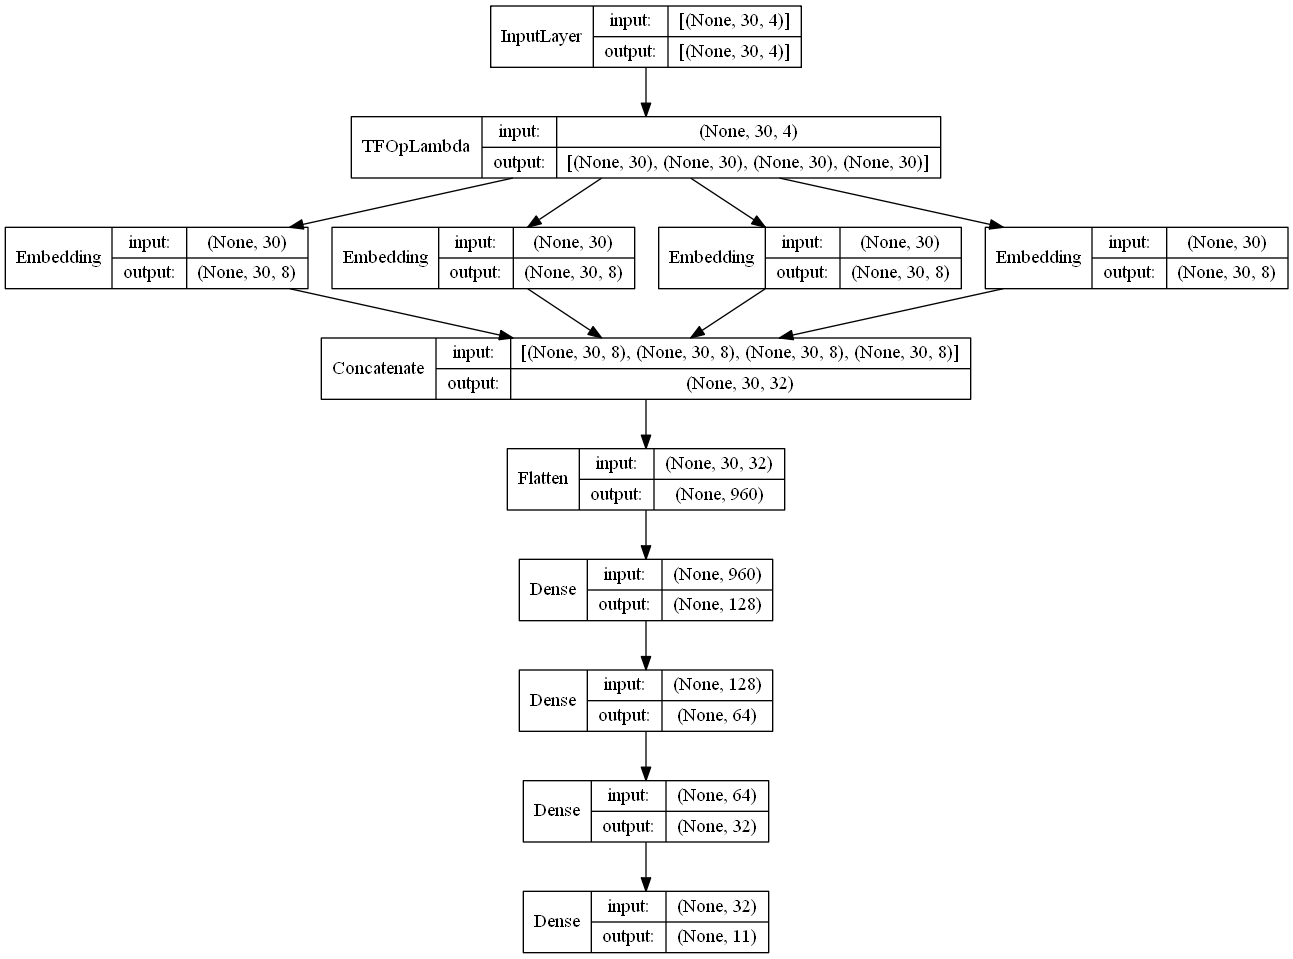 InputLayer input: [(None, 30, 4)]
output: [(None, 30, 4)]
TFOpLambda input: (None, 30, 4)
output: [(None, 30), (None, 30), (None, 30), (None, 30)]
Embedding input: (None, 30)
output: (None, 30, 8)
Embedding input: (None, 30)
output: (None, 30, 8)
Embedding input: (None, 30)
output: (None, 30, 8)
Embedding input: (None, 30)
output: (None, 30, 8)
Concatenate input: [(None, 30, 8), (None, 30, 8), (None, 30, 8), (None, 30, 8)]
output: (None, 30, 32)
Flatten input: (None, 30, 32)
output: (None, 960)
Dense input: (None, 960)
output: (None, 128)
Dense input: (None, 128)
output: (None, 64)
Dense input: (None, 64)
output: (None, 32)
Dense input: (None, 32)
output: (None, 11)